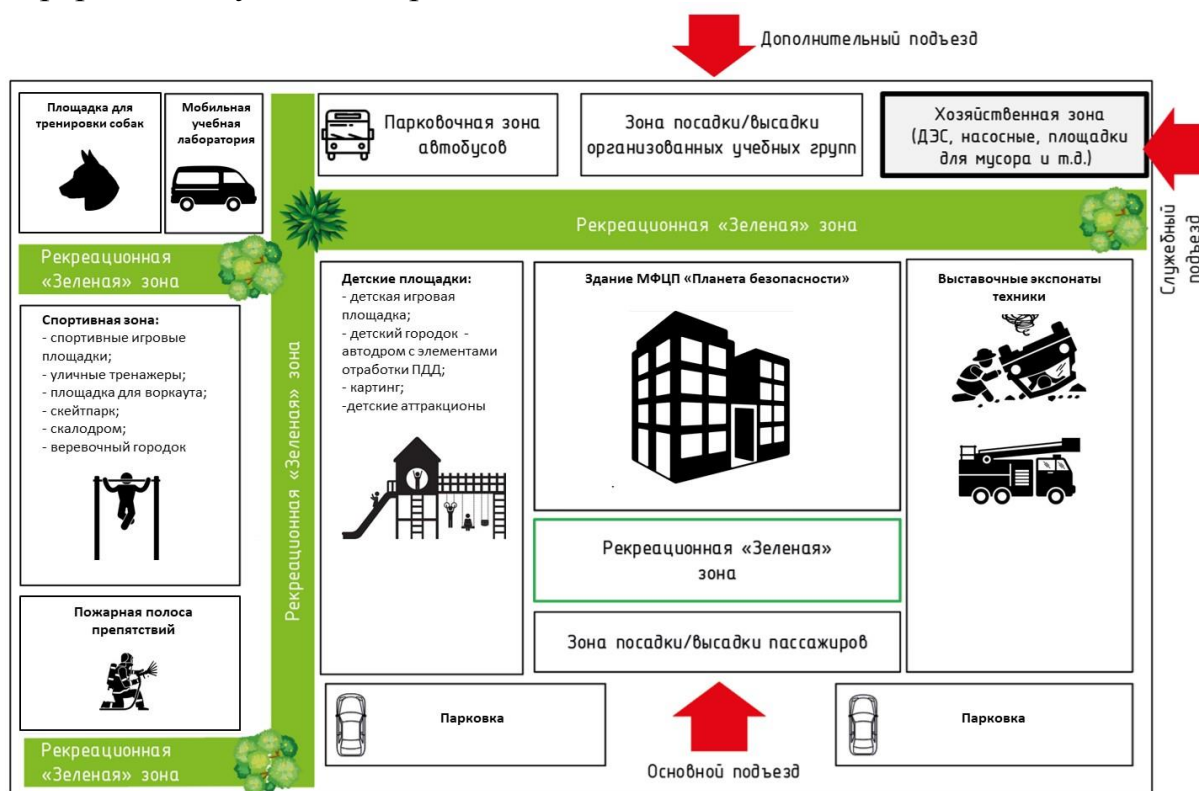 Дополнительный подъезд
Площадка для
тренировки собак
Мобильная
учебная
лаборатория
Парковочная зона
автобусов
Зона посадки/высадки
организованных учебных групп
Хозяйственная зона
(ДЭС, насосные, площадки
для мусора и т.д.)
Служебный
подъезд
Рекреационная «Зеленая» зона
Рекреационная
«Зеленая» зона
Рекреационная «Зеленая» зона
Спортивная зона:
- спортивные игровые
площадки;
- уличные тренажеры;
- площадка для воркаута;
- скейтпарк;
- скалодром;
- веревочный городок
Детские площадки:
- детская игровая
площадка;
- детский городок -
автодром с элементами
отработки ПДД;
- картинг;
-детские аттракционы
Здание МФЦП «Планета безопасности»
Выставочные экспонаты
техники
Рекреационная «Зеленая»
зона
Зона посадки/высадки пассажиров
Пожарная полоса
препятствий
Рекреационная
«Зеленая» зона
Парковка
Основной подъезд
Парковка